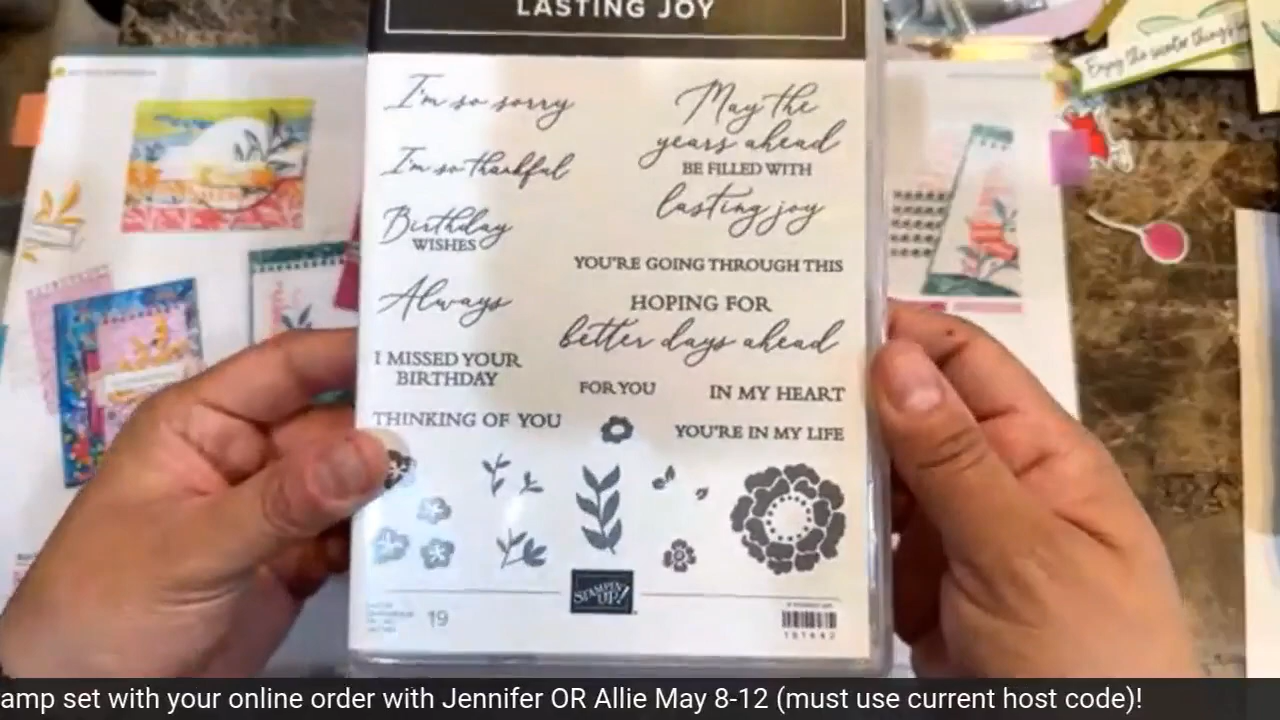 LASTING JOY
I'm so sorry
I'm so thankful
Birthday
WISHES
Always
I MISSED YOUR
BIRTHDAY
THINKING OF YOU
May the
years ahead
BE FILLED WITH
lasting joy
YOU'RE GOING THROUGH THIS
HOPING FOR
better days ahead
FOR YOU
IN MY HEART
YOU'RE IN MY LIFE
STAMPIN' UP!
19
Enjoy the winter things
amp set with your online order with Jennifer OR Allie May 8-12 (must use current host code)!